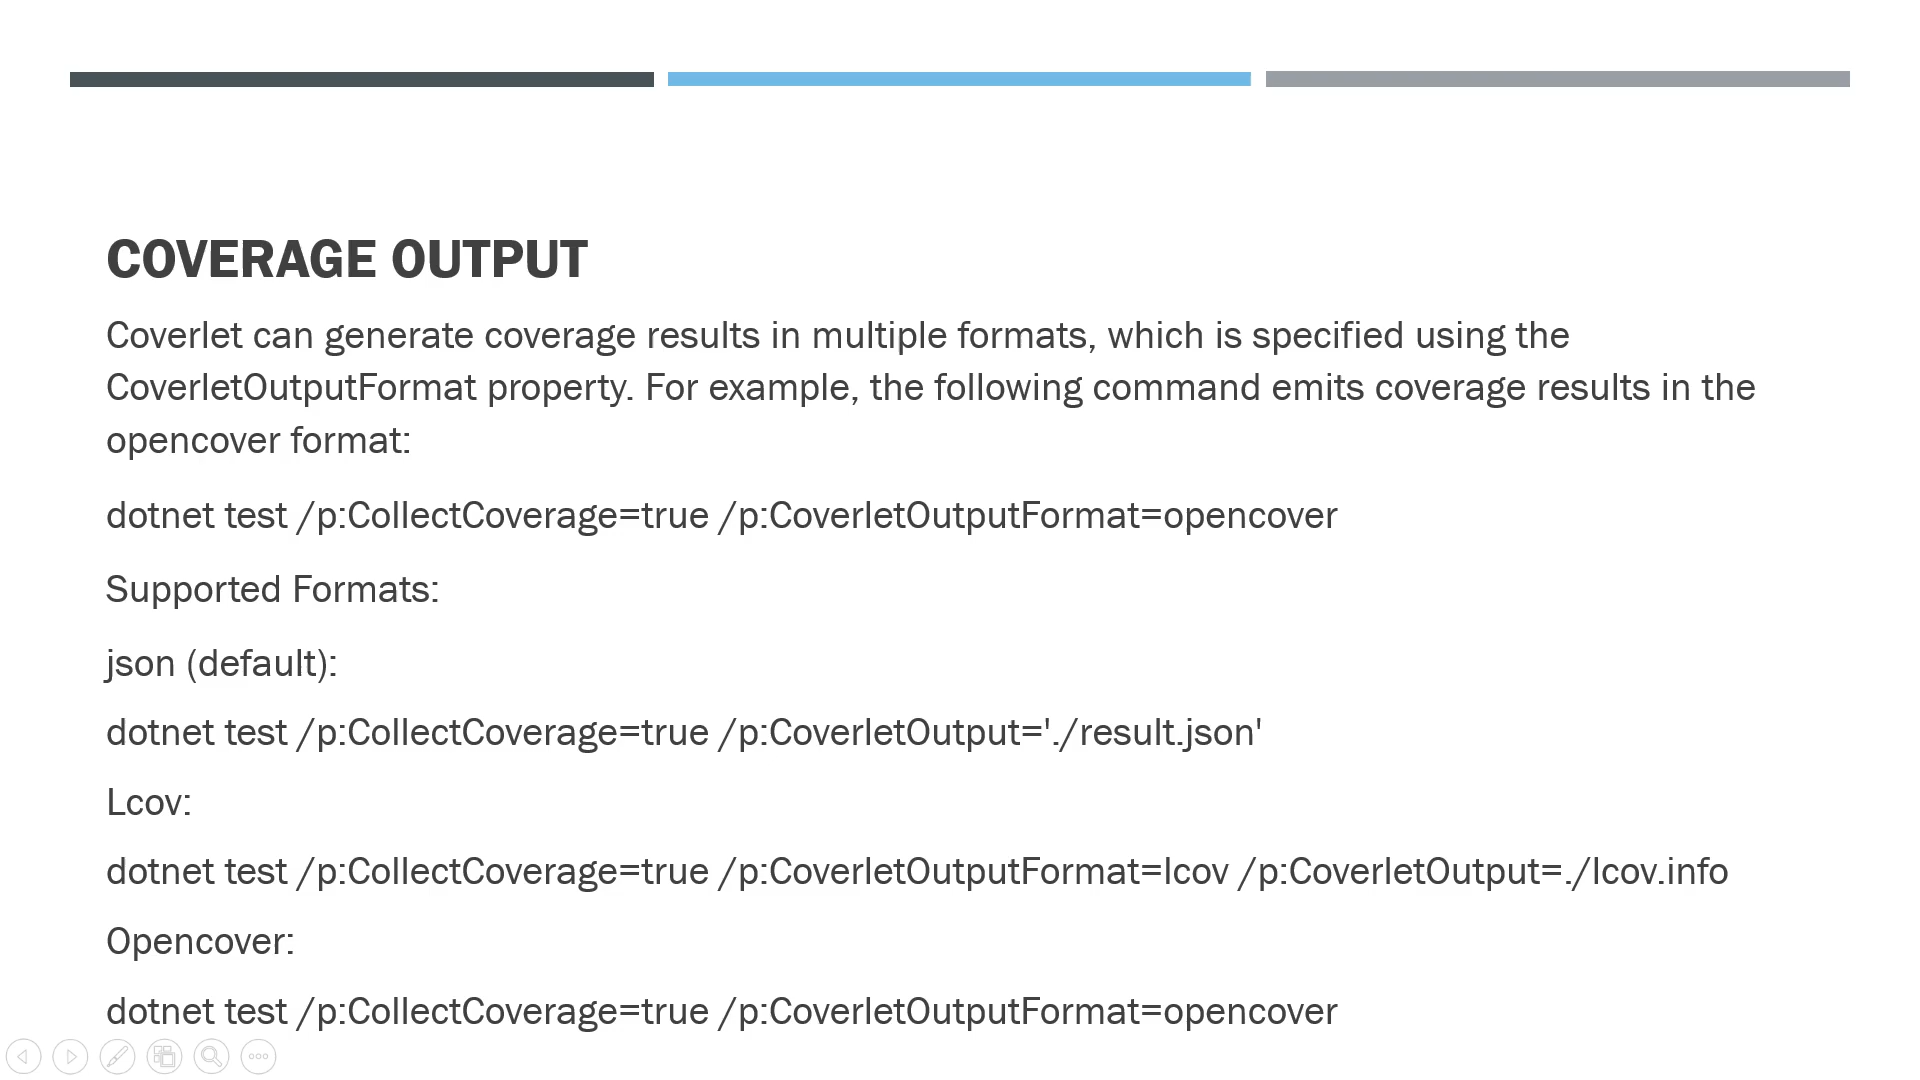 COVERAGE OUTPUT
Coverlet can generate coverage results in multiple formats, which is specified using the
CoverletOutputFormat property. For example, the following command emits coverage results in the
opencover format:
dotnet test /p:CollectCoverage=true /p:CoverletOutputFormat=opencover
Supported Formats:
json (default):
dotnet test /p:CollectCoverage=true /p:CoverletOutput='./result.json'
Lcov:
dotnet test /p:CollectCoverage=true /p:CoverletOutputFormat=lcov /p:CoverletOutput=./lcov.info
Opencover:
dotnet test /p:CollectCoverage=true /p:CoverletOutputFormat=opencover